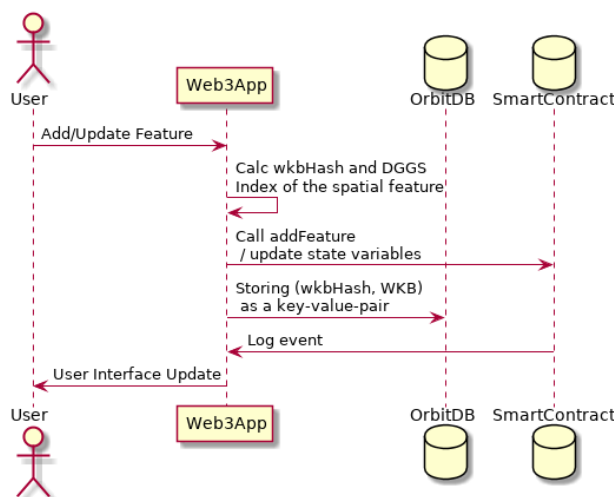 User
Web3App
OrbitDB
SmartContract
Add/Update Feature
Calc wkbHash and DGGS
Index of the spatial feature
Call addFeature
/ update state variables
Storing (wkbHash, WKB)
as a key-value-pair
Log event
User Interface Update
User
Web3App
OrbitDB
SmartContract